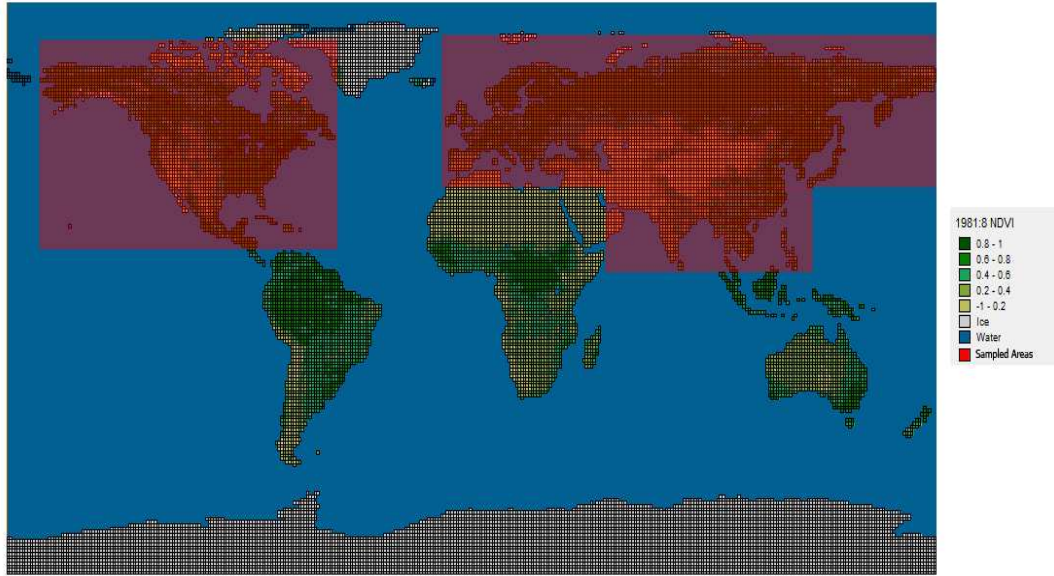 1981:8 NDVI
0.8 - 1
0.6 - 0.8
0.4 - 0.6
0.2 - 0.4
-1 - 0.2
Ice
Water
Sampled Areas